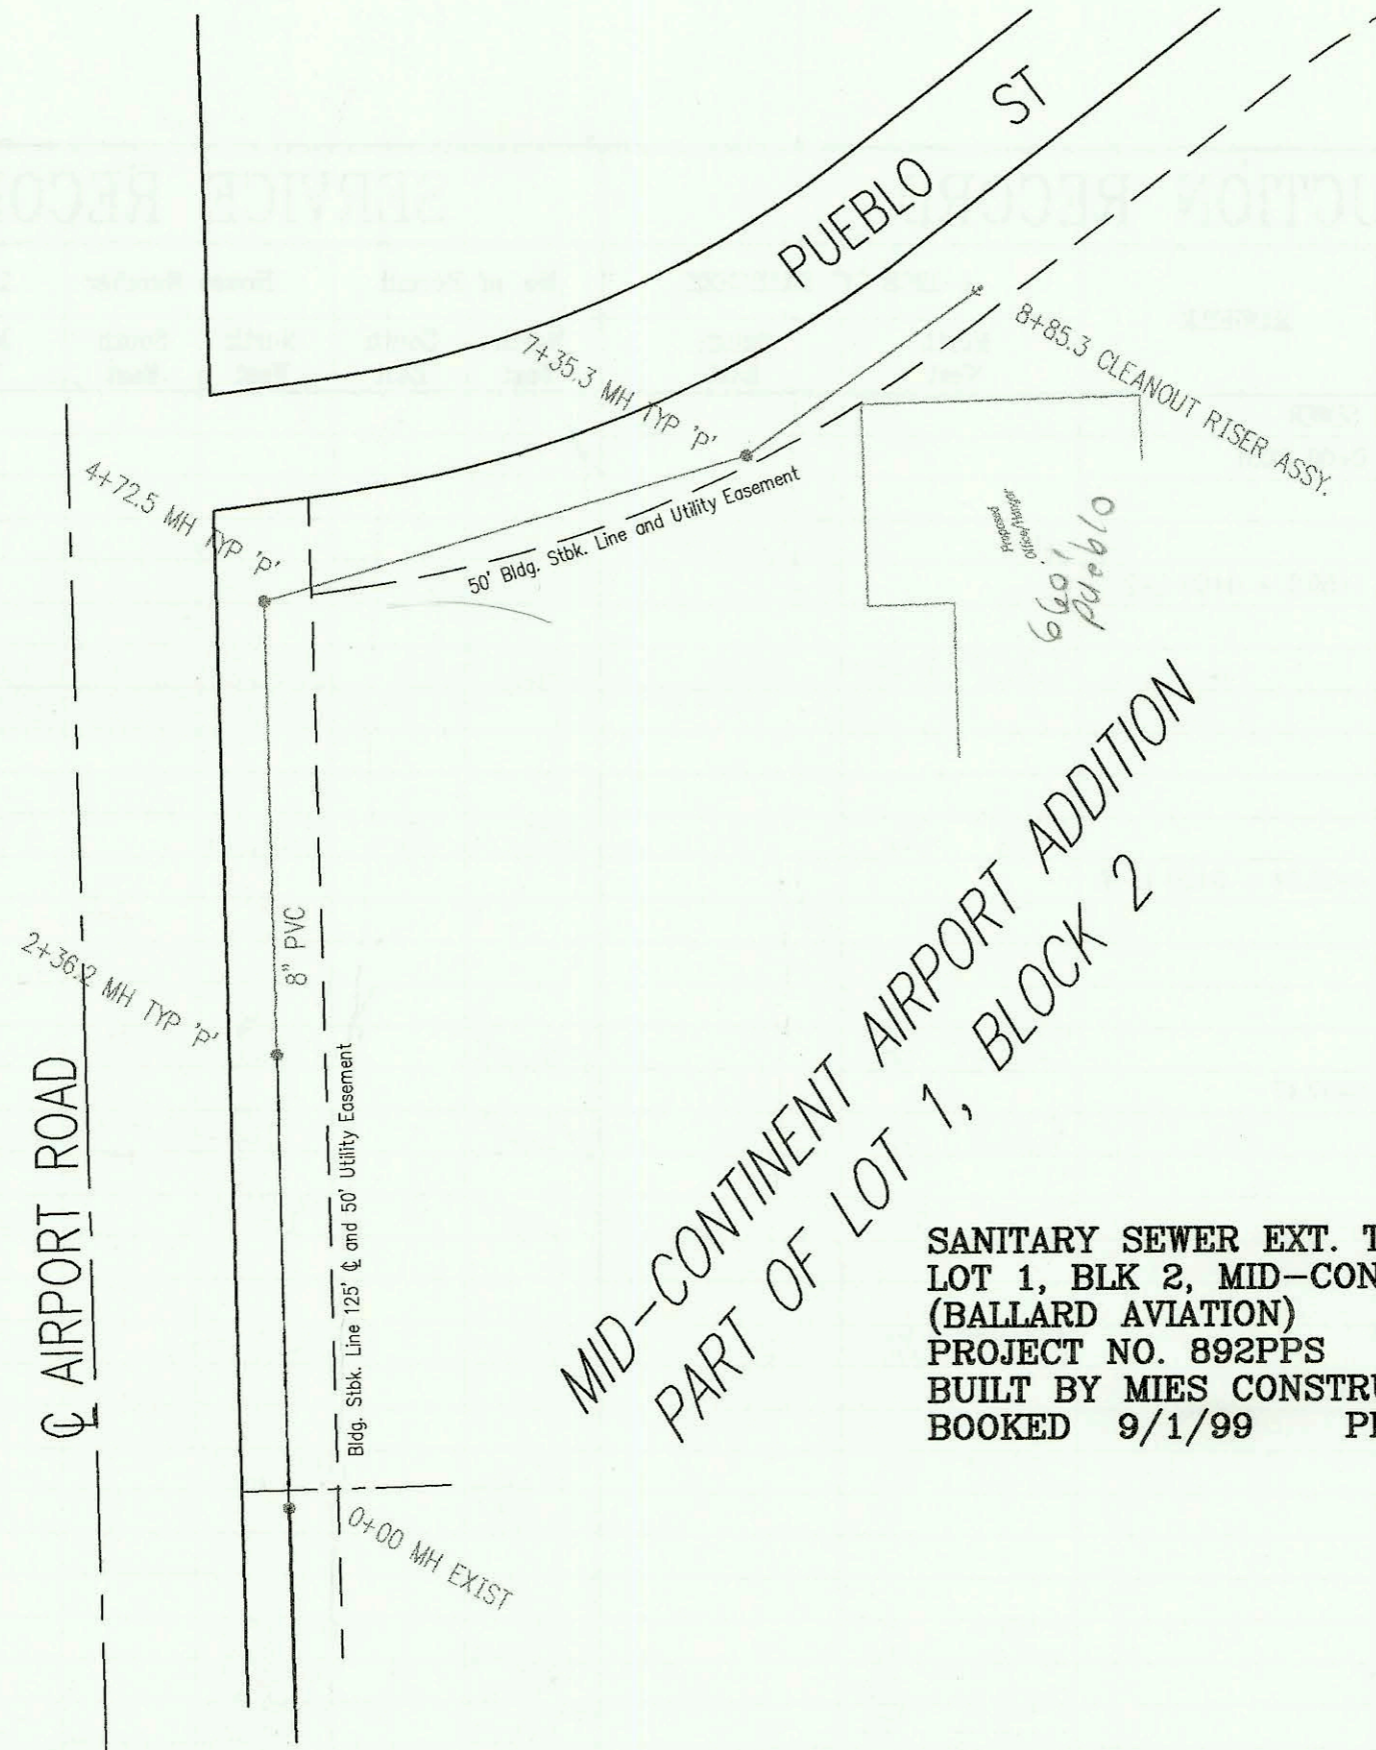 PUEBLO ST
7+35.3 MH TYP 'P'
8+85.3 CLEANOUT RISER ASSY.
4+72.5 MH TYP 'P'
50' Bldg. Stbk. Line and Utility Easement
Proposed
Office/Hangar
660'
Pueblo
8" PVC
2+36.2 MH TYP 'P'
℄ AIRPORT ROAD
Bldg. Stbk. Line 125' ℄ and 50' Utility Easement
MID-CONTINENT AIRPORT ADDITION
PART OF LOT 1, BLOCK 2
SANITARY SEWER EXT. T
LOT 1, BLK 2, MID-CON
(BALLARD AVIATION)
PROJECT NO. 892PPS
BUILT BY MIES CONSTRU
BOOKED 9/1/99 P
0+00 MH EXIST